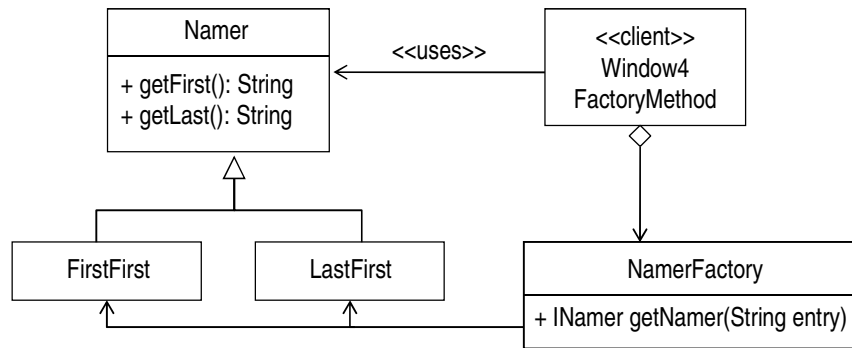 Namer
+ getFirst(): String
+ getLast(): String
<<uses>>
<<client>>
Window4
FactoryMethod
FirstFirst
LastFirst
NamerFactory
+ INamer getNamer(String entry)